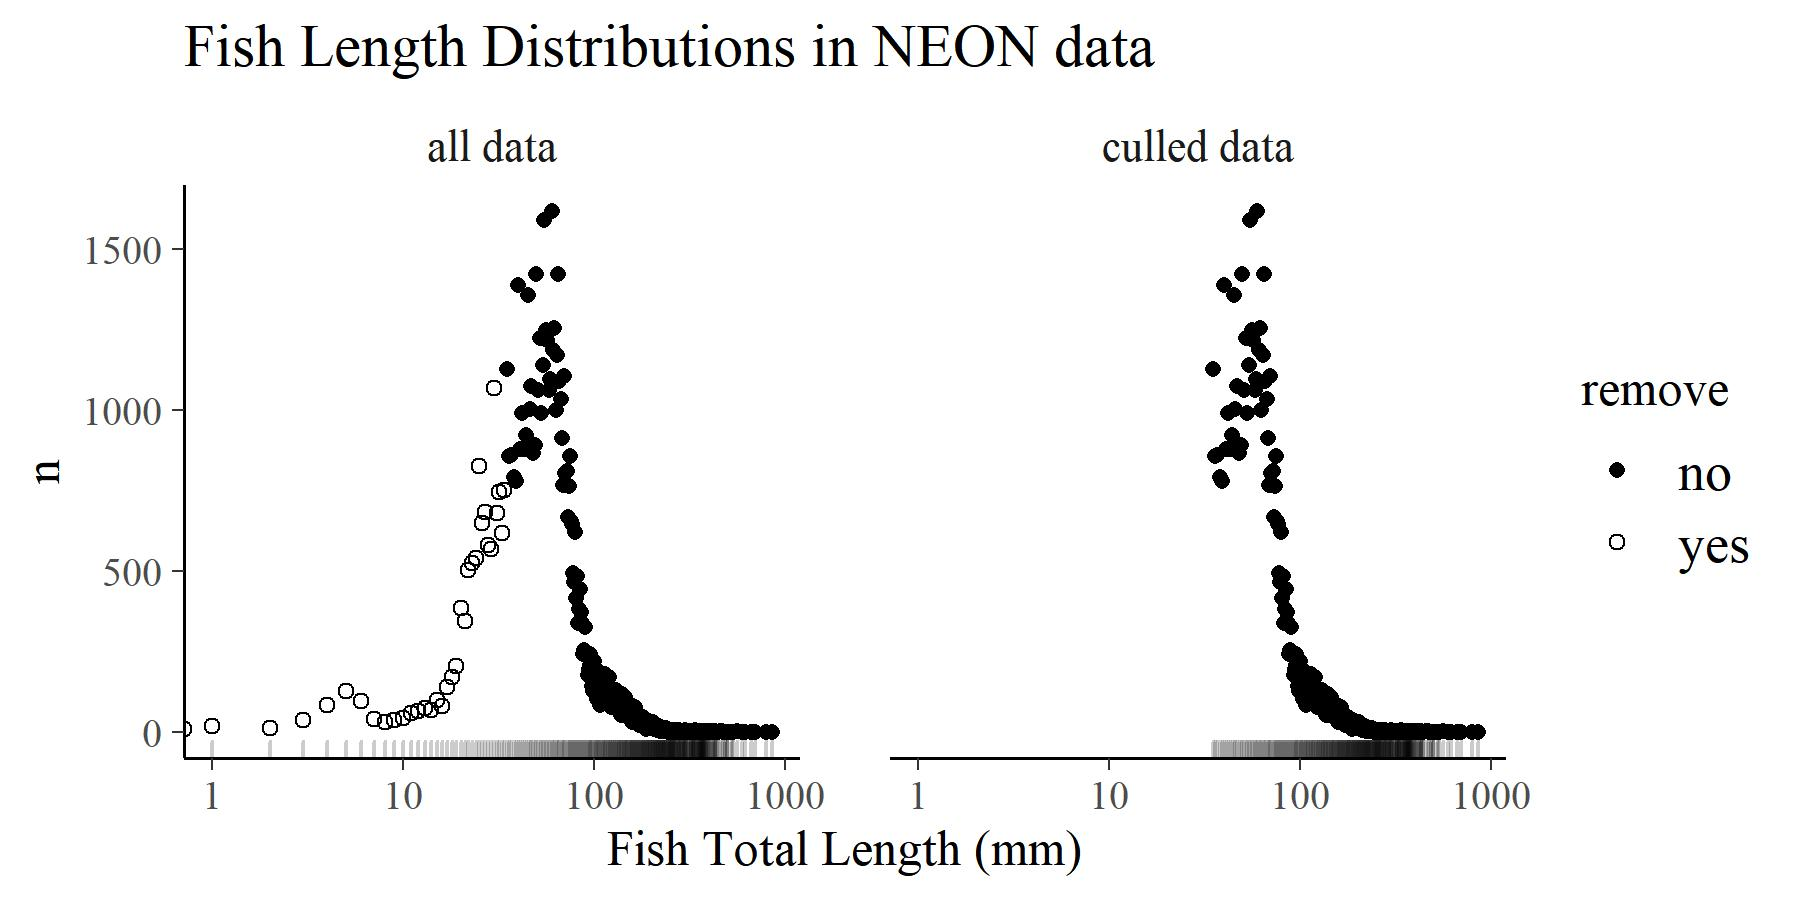 Fish Length Distributions in NEON data
all data
culled data
1500
1000
500
0
n
1 10 100 1000
1 10 100 1000
Fish Total Length (mm)
remove
no
yes